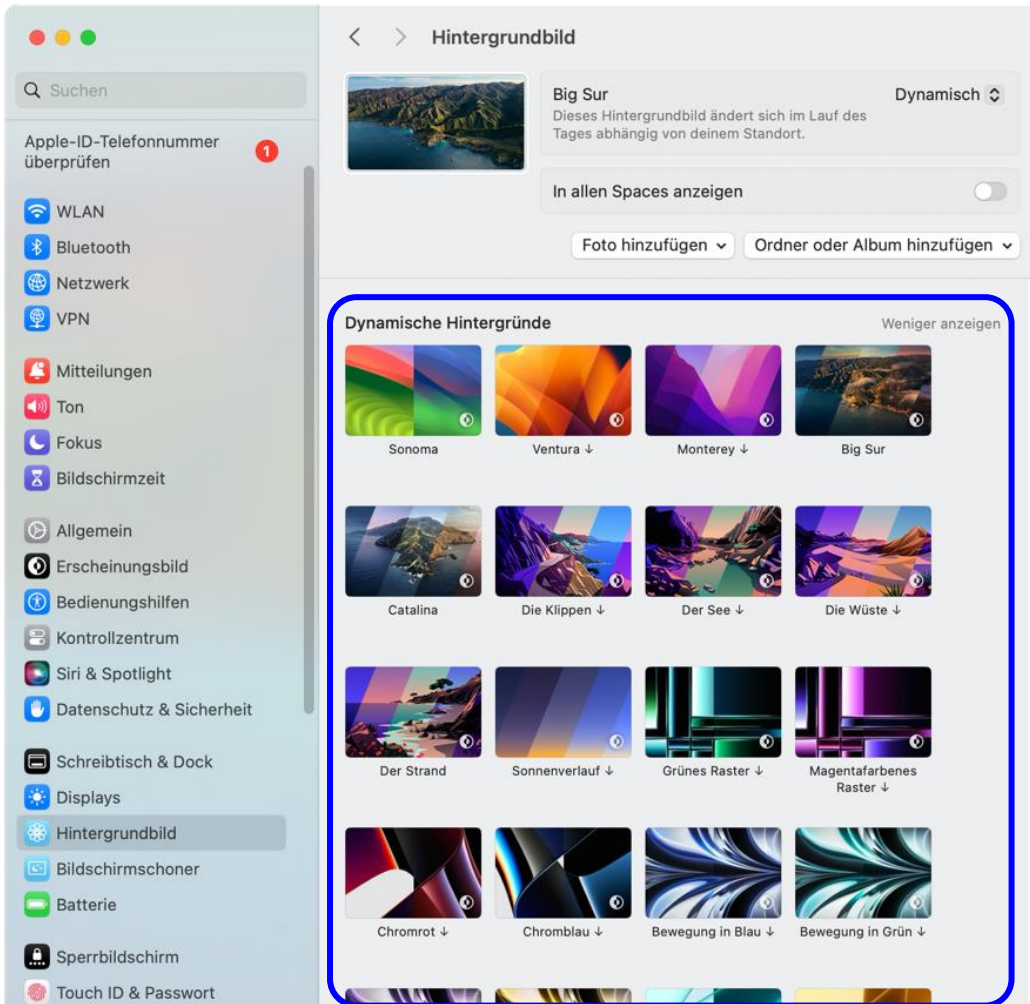 Hintergrundbild
Suchen
Apple-ID-Telefonnummer
überprüfen
1
WLAN
Bluetooth
Netzwerk
VPN
Mitteilungen
Ton
Fokus
Bildschirmzeit
Allgemein
Erscheinungsbild
Bedienungshilfen
Kontrollzentrum
Siri & Spotlight
Datenschutz & Sicherheit
Schreibtisch & Dock
Displays
Hintergrundbild
Bildschirmschoner
Batterie
Sperrbildschirm
Touch ID & Passwort
Big Sur
Dynamisch
Dieses Hintergrundbild ändert sich im Lauf des
Tages abhängig von deinem Standort.
In allen Spaces anzeigen
Foto hinzufügen
Ordner oder Album hinzufügen
Dynamische Hintergründe
Weniger anzeigen
Sonoma
Ventura ↓
Monterey ↓
Big Sur
Catalina
Die Klippen ↓
Der See ↓
Die Wüste ↓
Der Strand
Sonnenverlauf ↓
Grünes Raster ↓
Magentafarbenes
Raster ↓
Chromrot ↓
Chromblau ↓
Bewegung in Blau ↓
Bewegung in Grün ↓